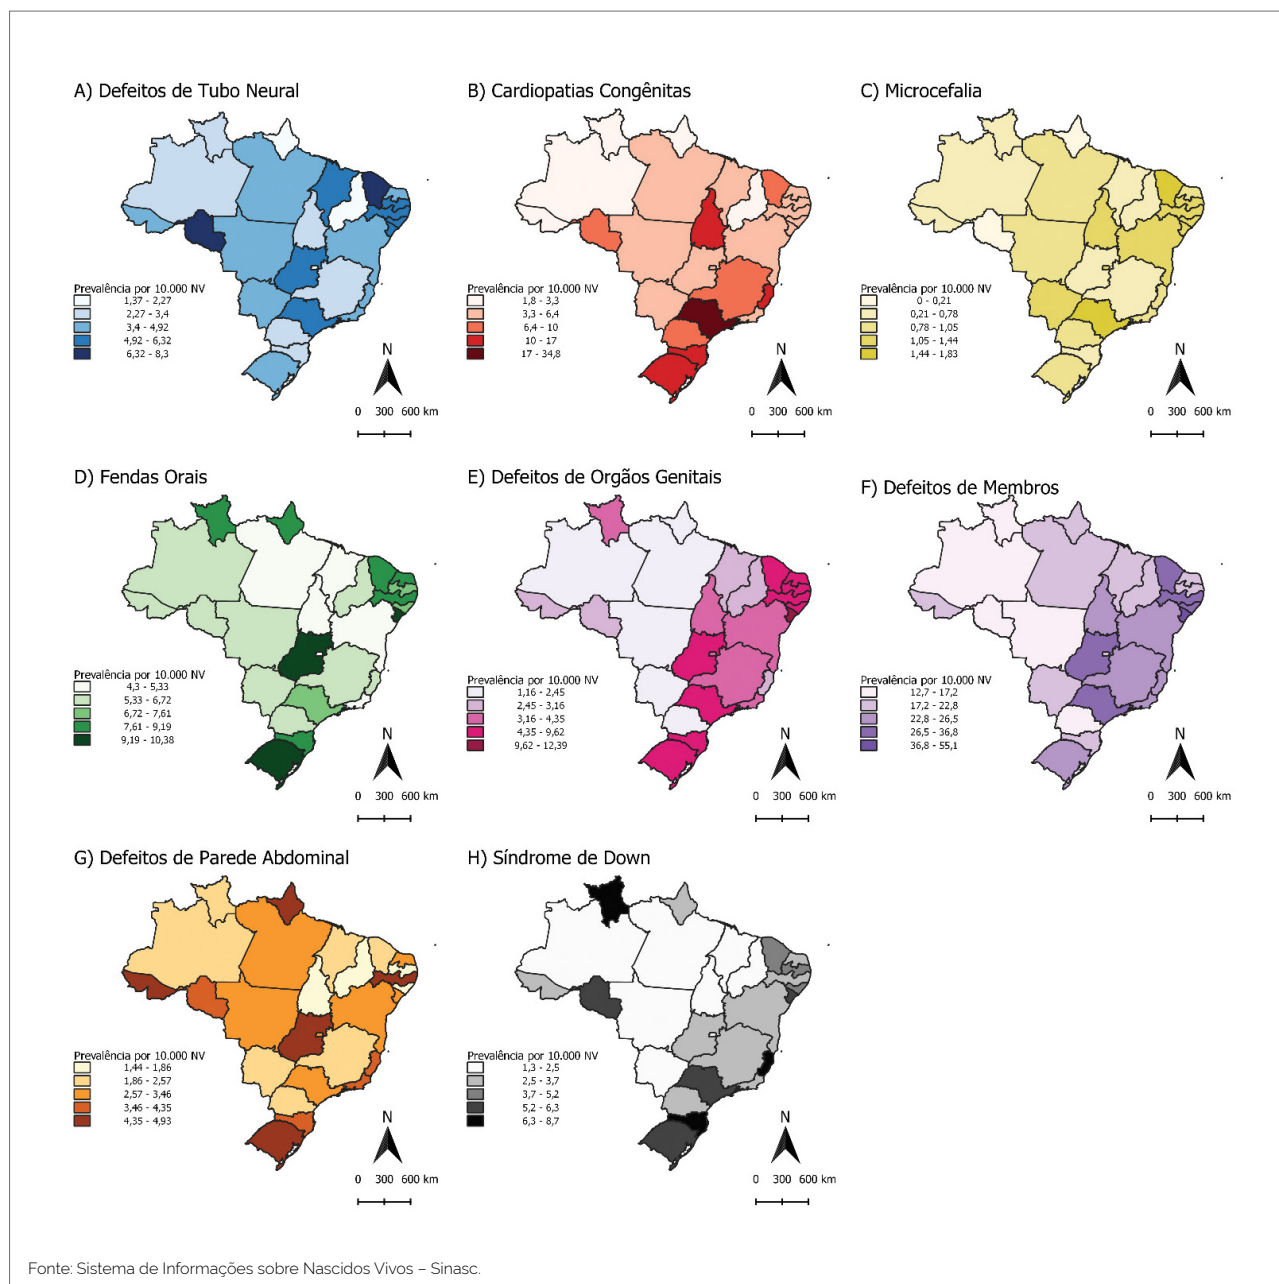 A) Defeitos de Tubo Neural
Prevalência por 10.000 NV
1,37 - 2,27
2,27 - 3,4
3,4 - 4,92
4,92 - 6,32
6,32 - 8,3
N
0 300 600 km
B) Cardiopatias Congênitas
Prevalência por 10.000 NV
1,8 - 3,3
3,3 - 6,4
6,4 - 10
10 - 17
17 - 34,8
N
0 300 600 km
C) Microcefalia
Prevalência por 10.000 NV
0 - 0,21
0,21 - 0,78
0,78 - 1,05
1,05 - 1,44
1,44 - 1,83
N
0 300 600 km
D) Fendas Orais
Prevalência por 10.000 NV
4,3 - 5,33
5,33 - 6,72
6,72 - 7,61
7,61 - 9,19
9,19 - 10,38
N
0 300 600 km
E) Defeitos de Orgãos Genitais
Prevalência por 10.000 NV
1,16 - 2,45
2,45 - 3,16
3,16 - 4,35
4,35 - 9,62
9,62 - 12,39
N
0 300 600 km
F) Defeitos de Membros
Prevalência por 10.000 NV
12,7 - 17,2
17,2 - 22,8
22,8 - 26,5
26,5 - 36,8
36,8 - 55,1
N
0 300 600 km
G) Defeitos de Parede Abdominal
Prevalência por 10.000 NV
1,44 - 1,86
1,86 - 2,57
2,57 - 3,46
3,46 - 4,35
4,35 - 4,93
N
0 300 600 km
H) Síndrome de Down
Prevalência por 10.000 NV
1,3 - 2,5
2,5 - 3,7
3,7 - 5,2
5,2 - 6,3
6,3 - 8,7
N
0 300 600 km
Fonte: Sistema de Informações sobre Nascidos Vivos – Sinasc.